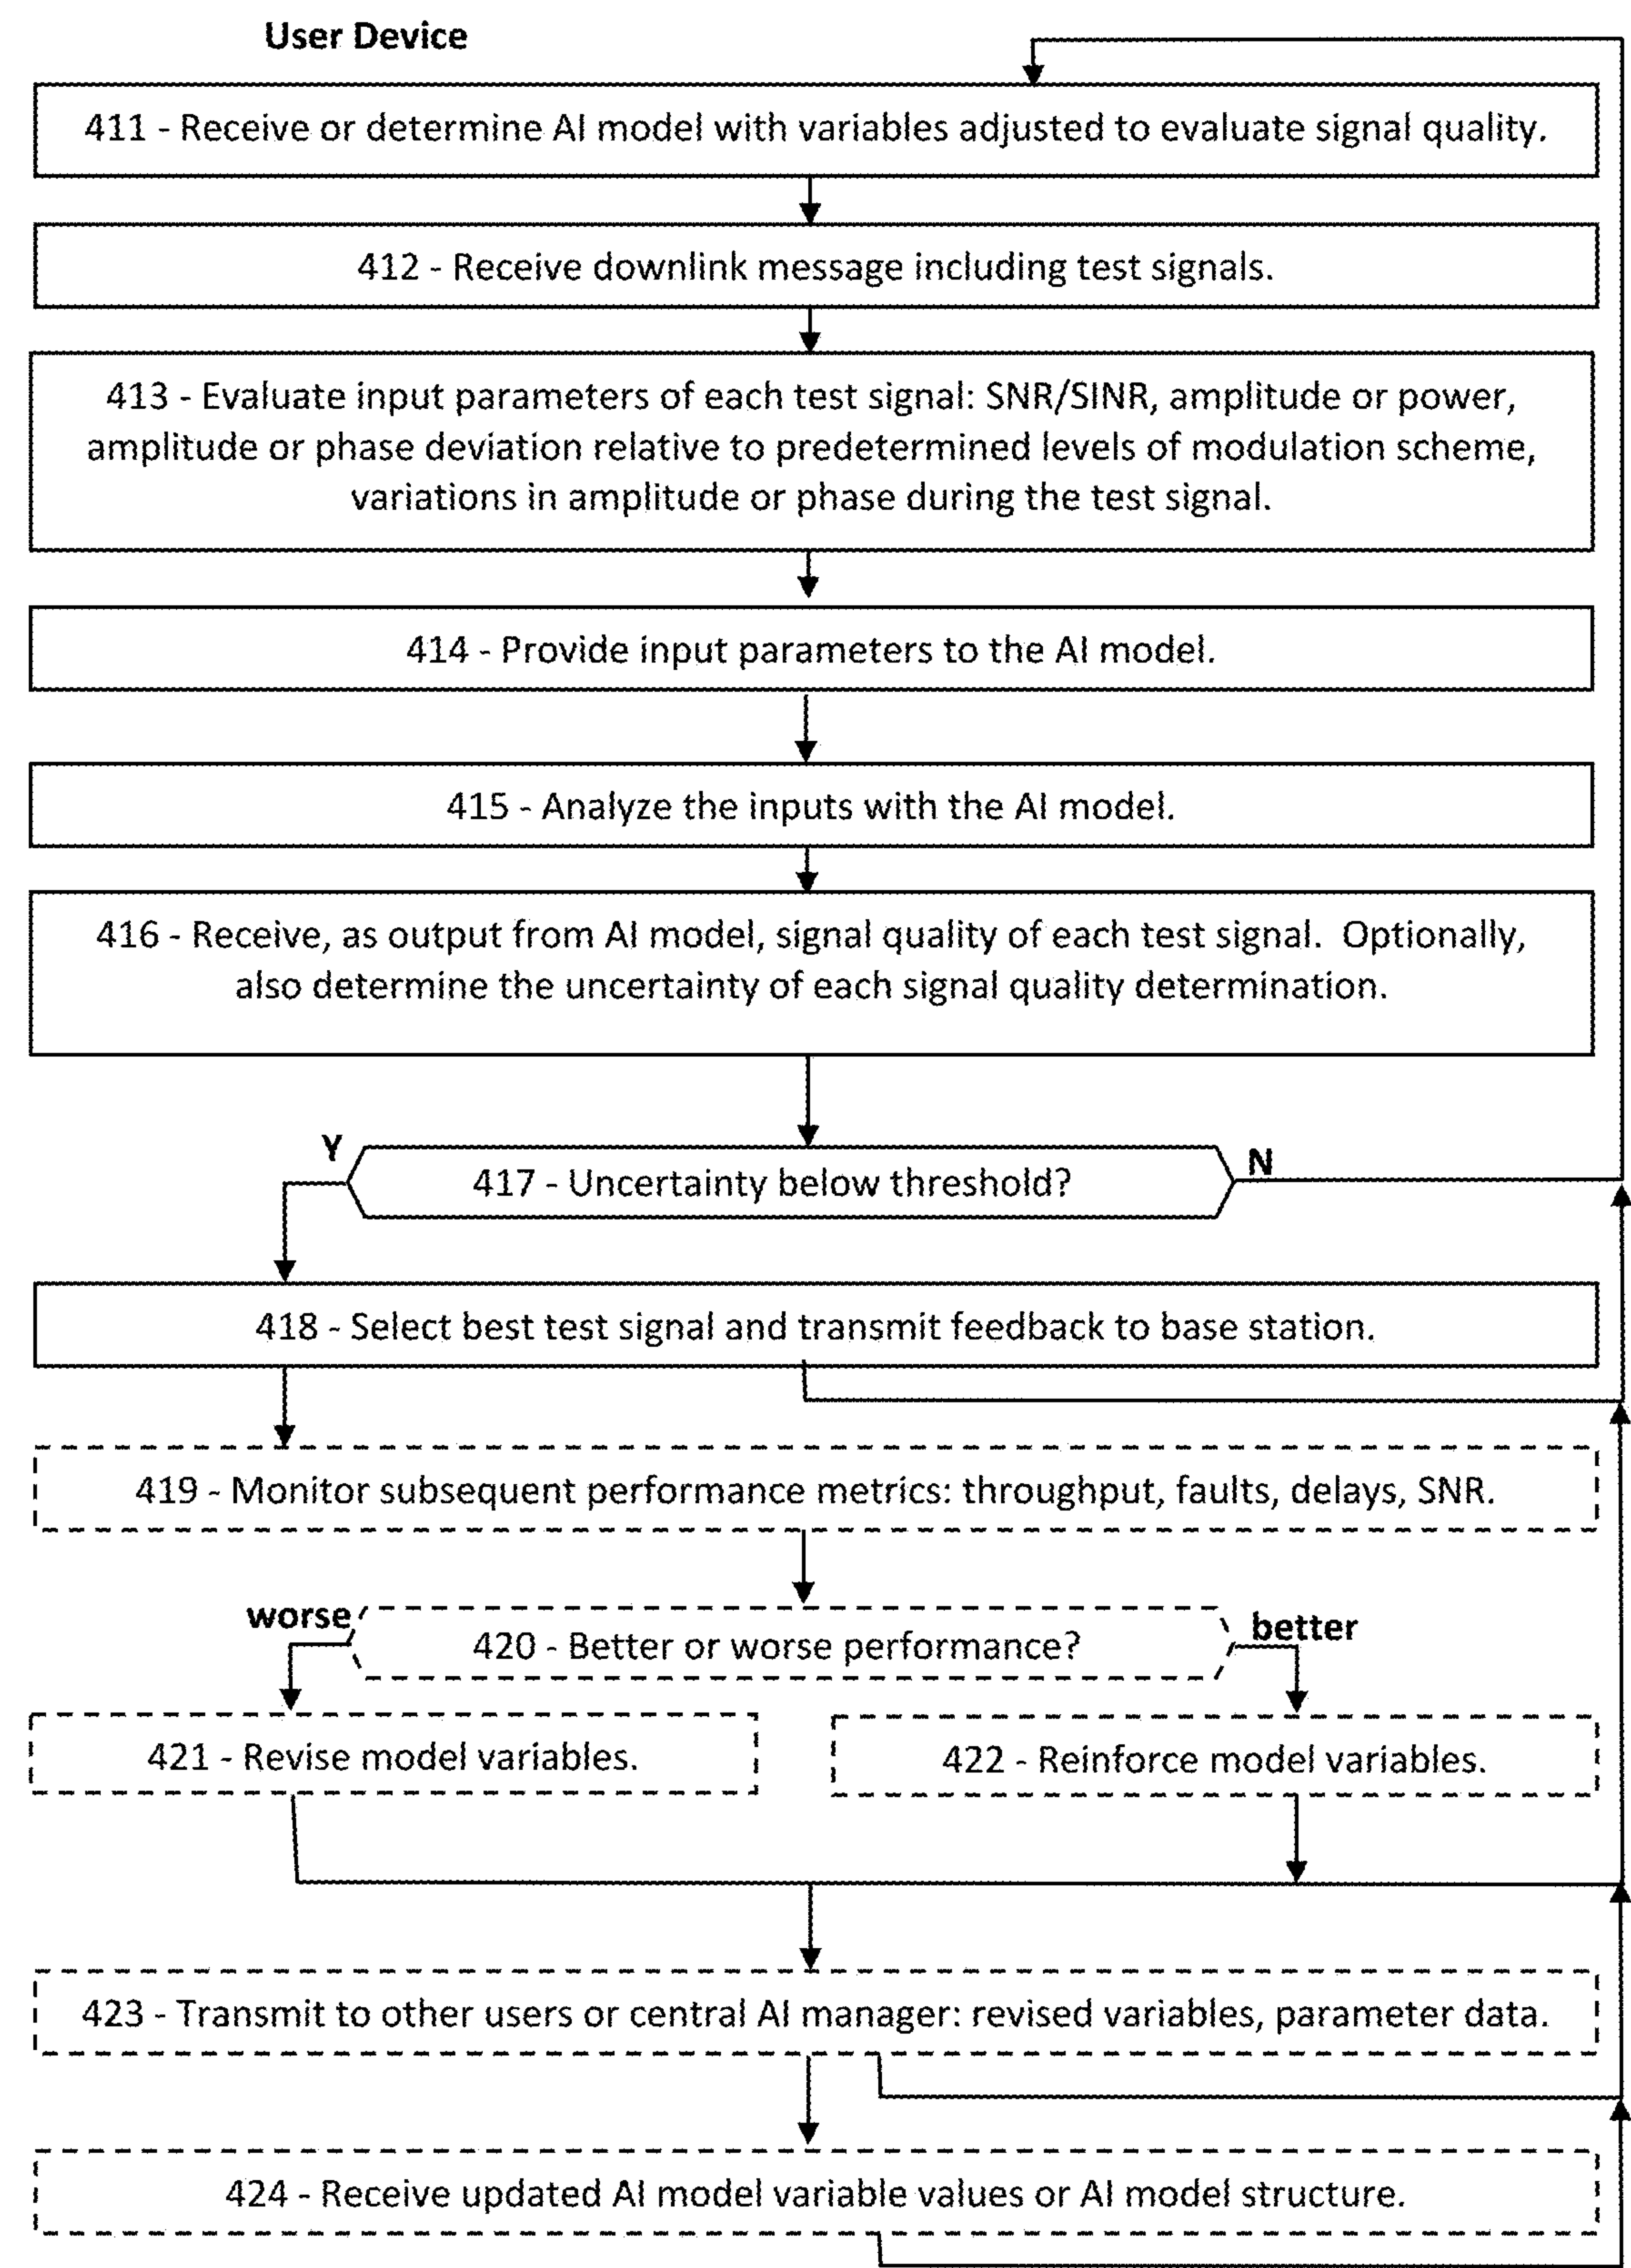 User Device
411 - Receive or determine AI model with variables adjusted to evaluate signal quality.
412 - Receive downlink message including test signals.
413 - Evaluate input parameters of each test signal: SNR/SINR, amplitude or power,
amplitude or phase deviation relative to predetermined levels of modulation scheme,
variations in amplitude or phase during the test signal.
414 - Provide input parameters to the AI model.
415 - Analyze the inputs with the AI model.
416 - Receive, as output from AI model, signal quality of each test signal.  Optionally,
also determine the uncertainty of each signal quality determination.
Y
417 - Uncertainty below threshold?
N
418 - Select best test signal and transmit feedback to base station.
419 - Monitor subsequent performance metrics: throughput, faults, delays, SNR.
worse
420 - Better or worse performance?
better
421 - Revise model variables.
422 - Reinforce model variables.
423 - Transmit to other users or central AI manager: revised variables, parameter data.
424 - Receive updated AI model variable values or AI model structure.